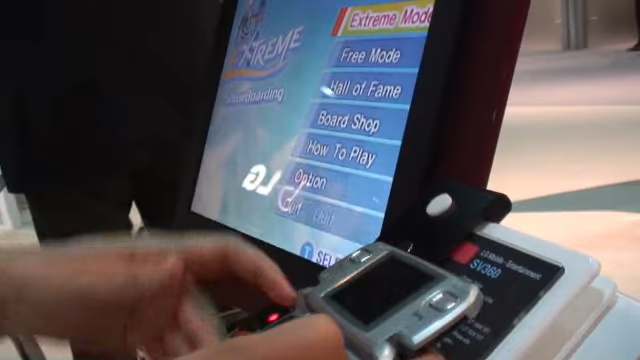 XTREME
Snowboarding
Extreme Mode
Free Mode
Hall of Fame
Board Shop
How To Play
Option
LG
LG Mobile - Entertainment
SV360